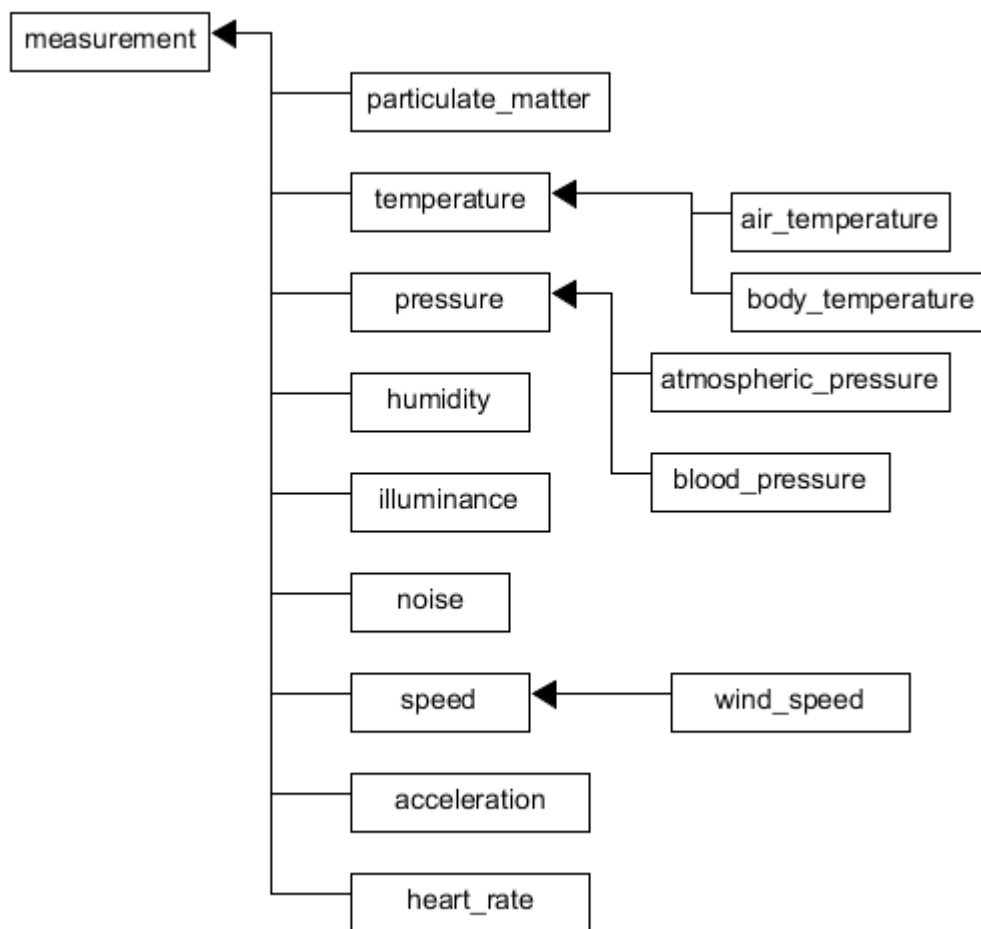 measurement
particulate_matter
temperature
air_temperature
body_temperature
pressure
atmospheric_pressure
humidity
blood_pressure
illuminance
noise
speed
wind_speed
acceleration
heart_rate